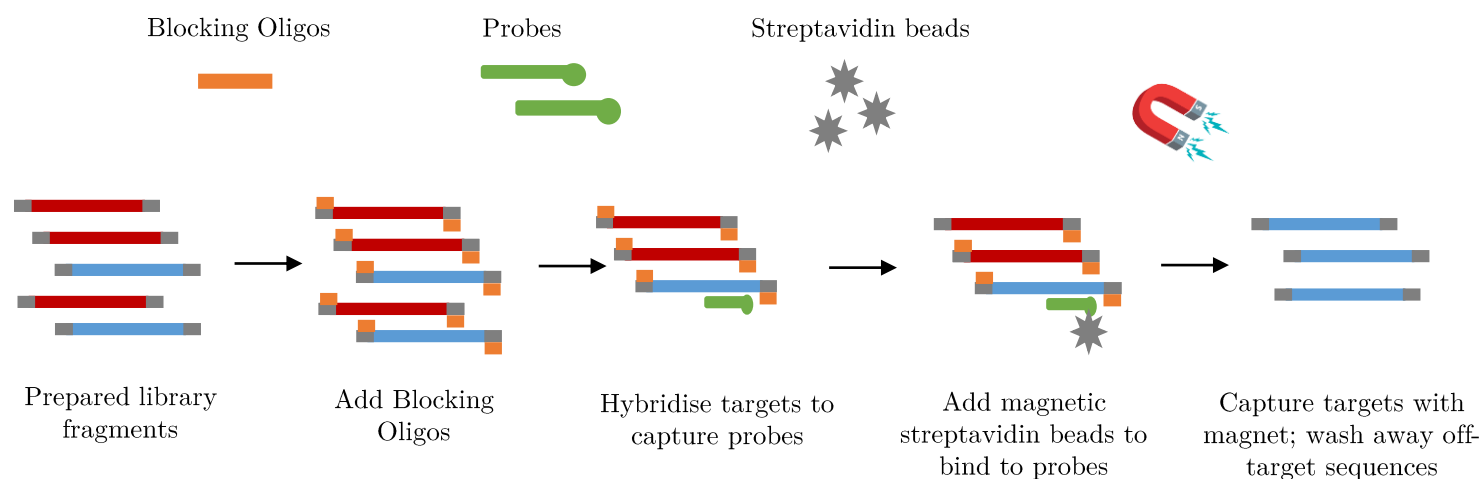 Blocking Oligos
Probes
Streptavidin beads
S
N
Prepared library
fragments
Add Blocking
Oligos
Hybridise targets to
capture probes
Add magnetic
streptavidin beads to
bind to probes
Capture targets with
magnet; wash away off-
target sequences